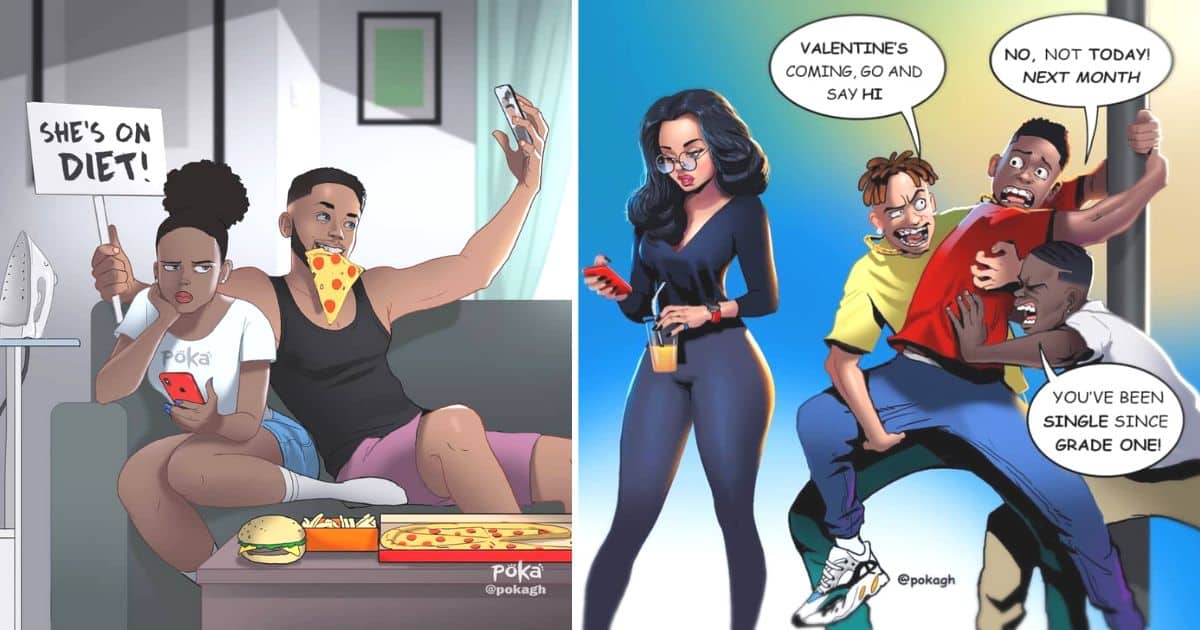 SHE'S ON
DIET!
PöKa
PöKa
@pokagh
VALENTINE'S
COMING, GO AND
SAY HI
NO, NOT TODAY!
NEXT MONTH
YOU'VE BEEN
SINGLE SINCE
GRADE ONE!
@pokagh